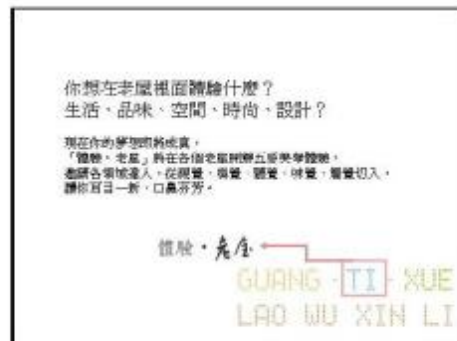 你想在老屋裡面體驗什麼？
生活、品味、空間、時尚、設計？
現在你的夢想即將成真，
「體驗・老屋」將在各個老屋開辦五感美學體驗，
邀請各領域達人，從視覺、嗅覺、聽覺、味覺、觸覺切入，
讓你耳目一新、口鼻芬芳。
體驗・老屋
GUANG・TI・XUE
LAO WU XIN LI